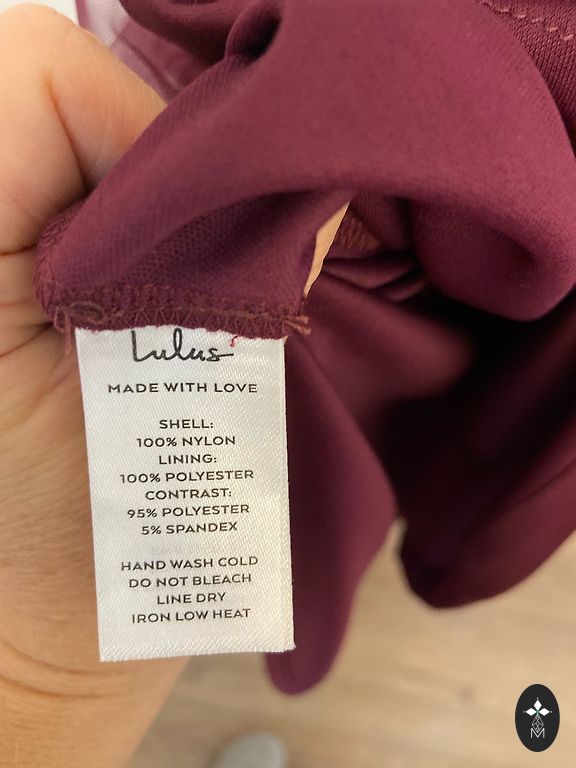 Lulus
MADE WITH LOVE
SHELL:
100% NYLON
LINING:
100% POLYESTER
CONTRAST:
95% POLYESTER
5% SPANDEX
HAND WASH COLD
DO NOT BLEACH
LINE DRY
IRON LOW HEAT
M